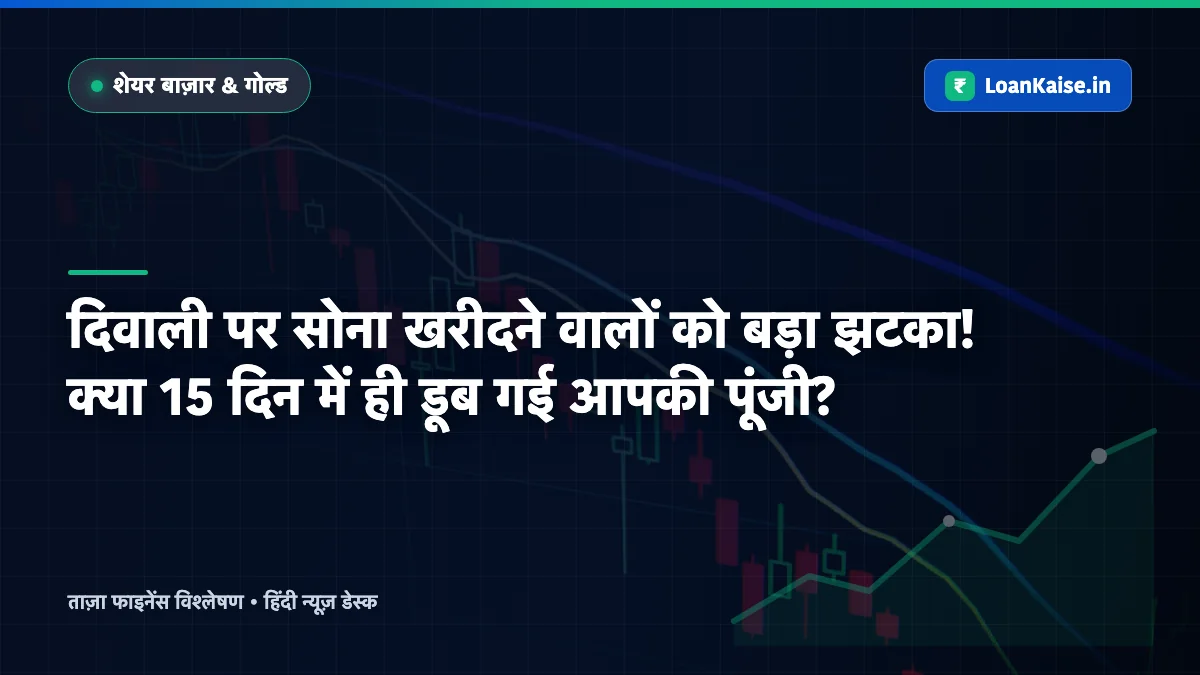 शेयर बाज़ार & गोल्ड
₹ LoanKaise.in
दिवाली पर सोना खरीदने वालों को बड़ा झटका!
क्या 15 दिन में ही डूब गई आपकी पूंजी?
ताज़ा फाइनेंस विश्लेषण • हिंदी न्यूज़ डेस्क